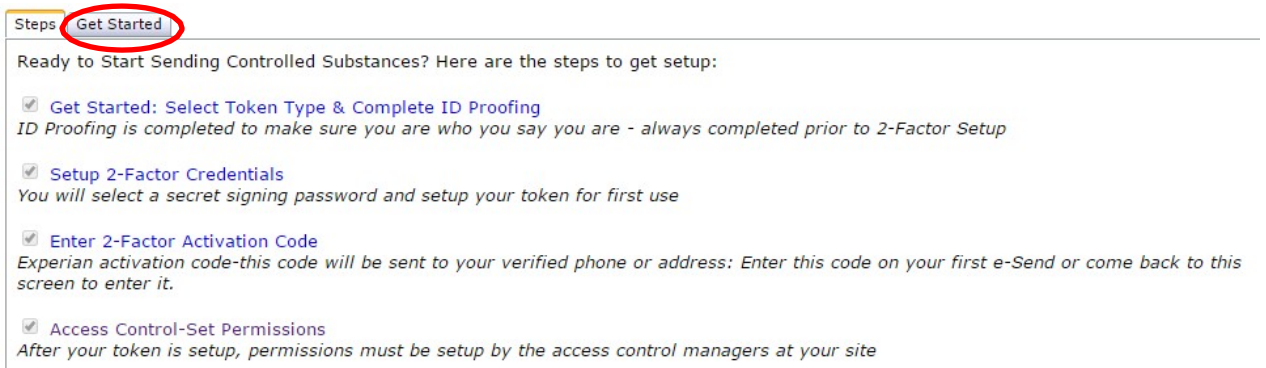 Steps Get Started
Ready to Start Sending Controlled Substances? Here are the steps to get setup:
Get Started: Select Token Type & Complete ID Proofing
ID Proofing is completed to make sure you are who you say you are - always completed prior to 2-Factor Setup
Setup 2-Factor Credentials
You will select a secret signing password and setup your token for first use
Enter 2-Factor Activation Code
Experian activation code-this code will be sent to your verified phone or address: Enter this code on your first e-Send or come back to this
screen to enter it.
Access Control-Set Permissions
After your token is setup, permissions must be setup by the access control managers at your site